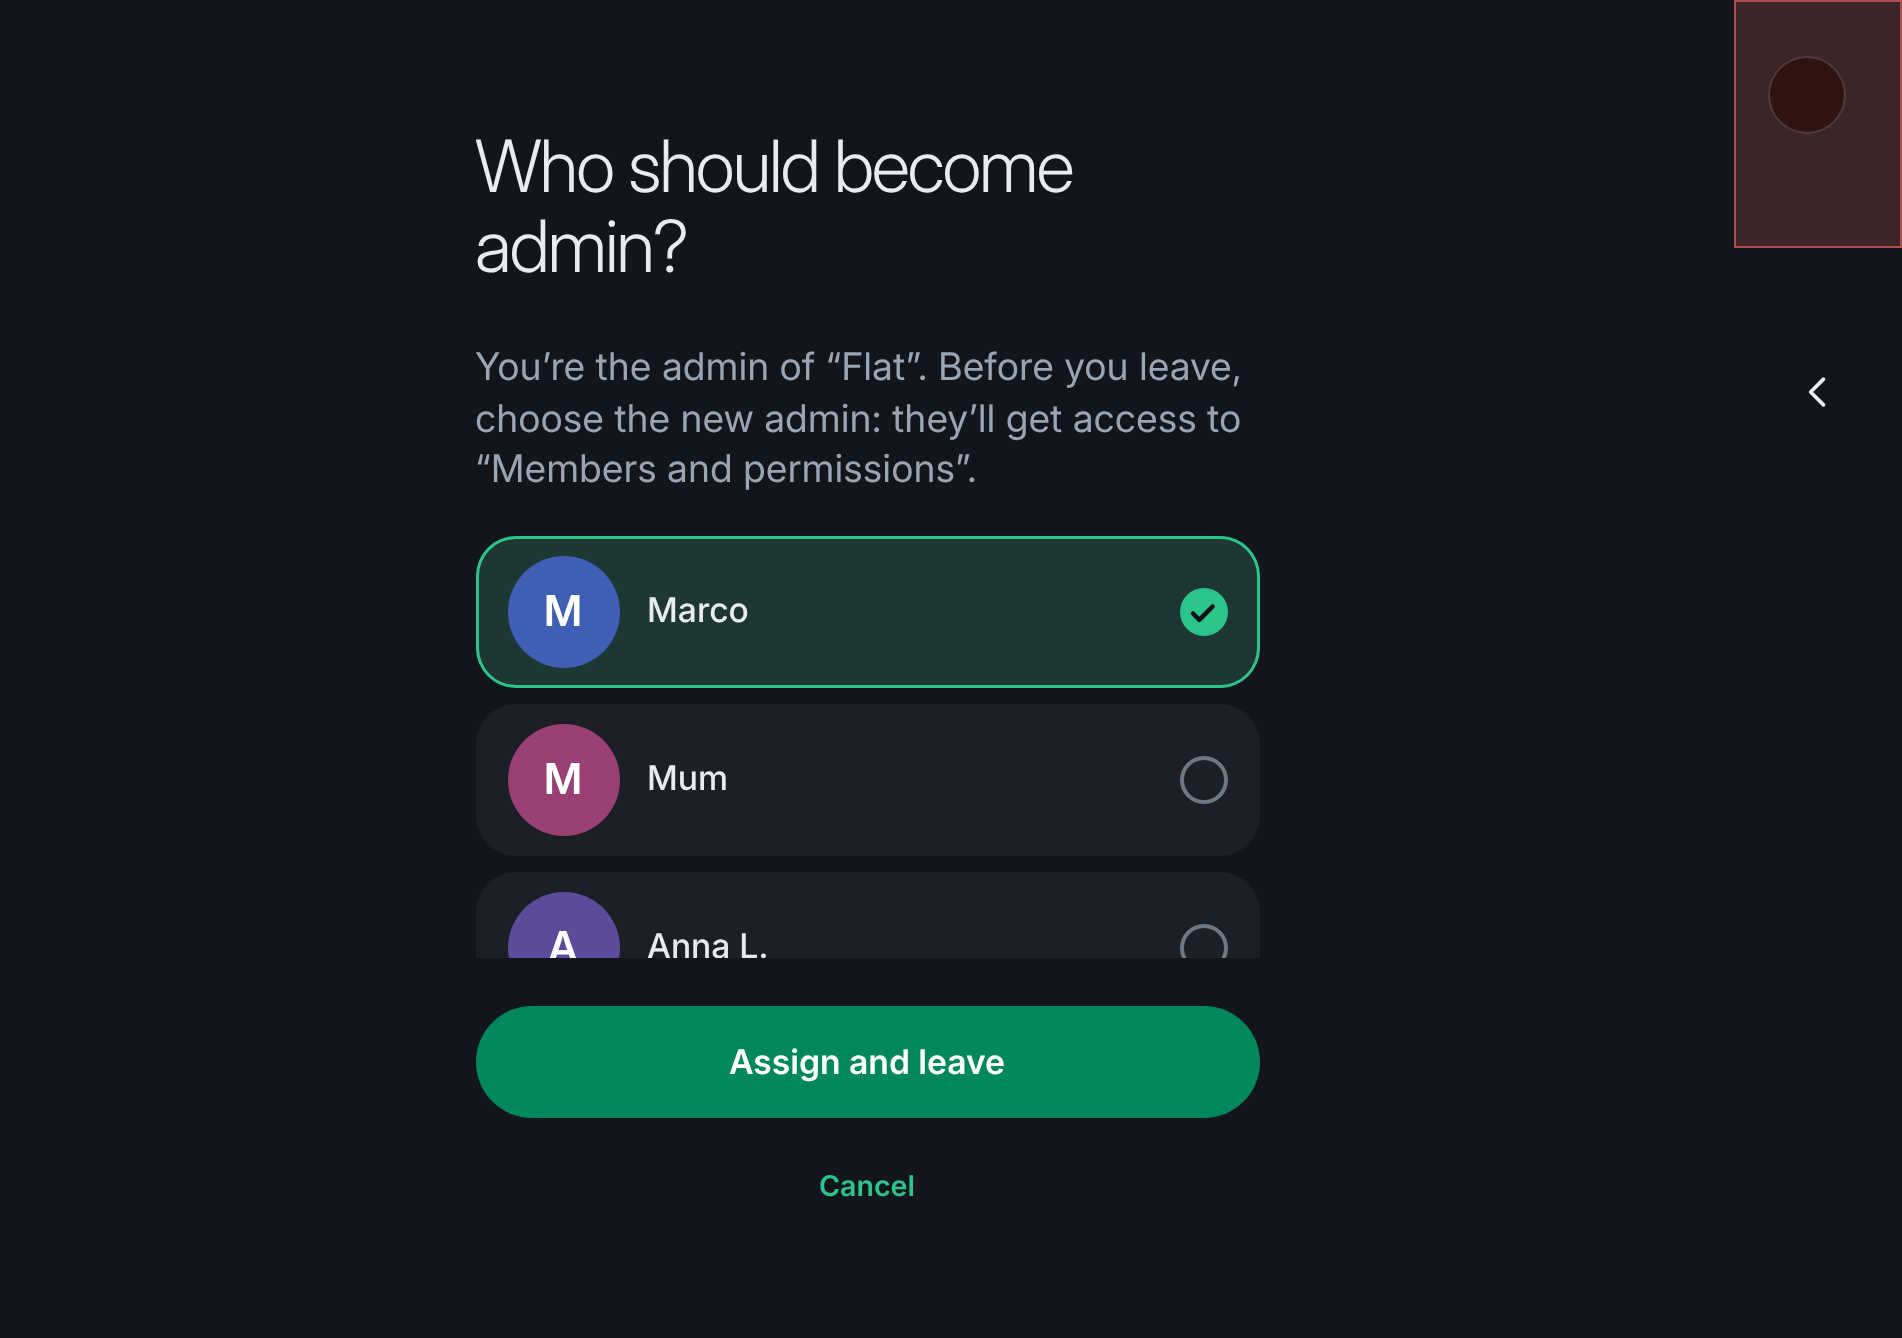 Who should become
admin?
You’re the admin of “Flat”. Before you leave,
choose the new admin: they’ll get access to
“Members and permissions”.
M Marco
M Mum
A Anna L.
Assign and leave
Cancel